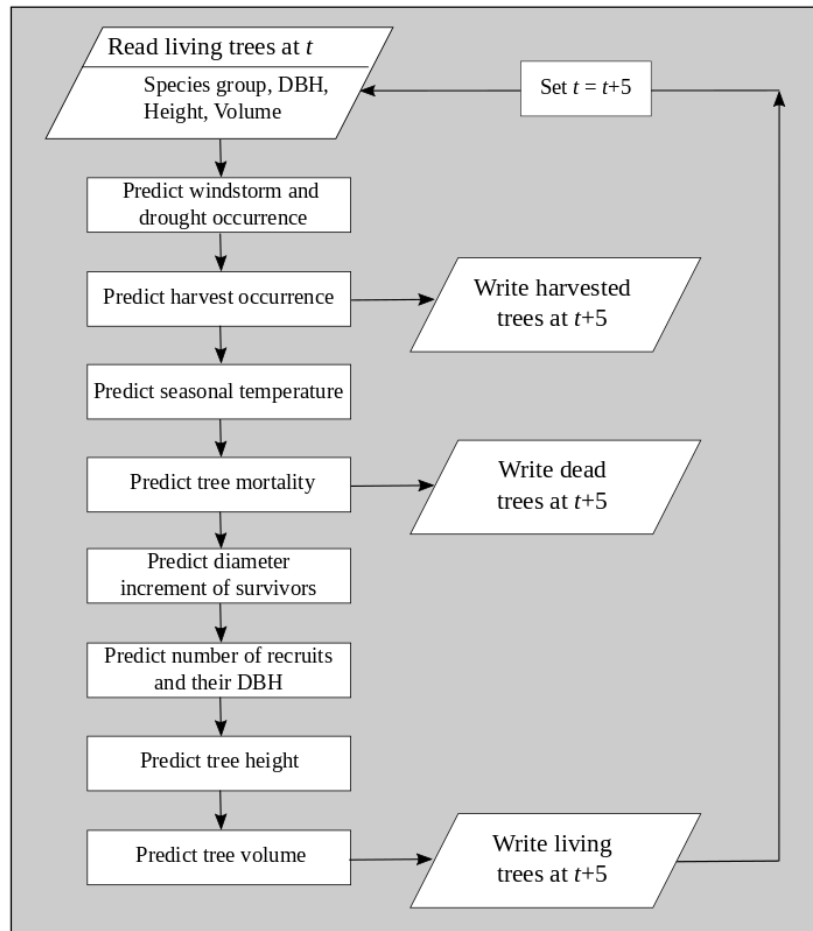 Read living trees at t
Species group, DBH,
Height, Volume
Set t = t+5
Predict windstorm and
drought occurrence
Predict harvest occurrence
Write harvested
trees at t+5
Predict seasonal temperature
Predict tree mortality
Write dead
trees at t+5
Predict diameter
increment of survivors
Predict number of recruits
and their DBH
Predict tree height
Predict tree volume
Write living
trees at t+5